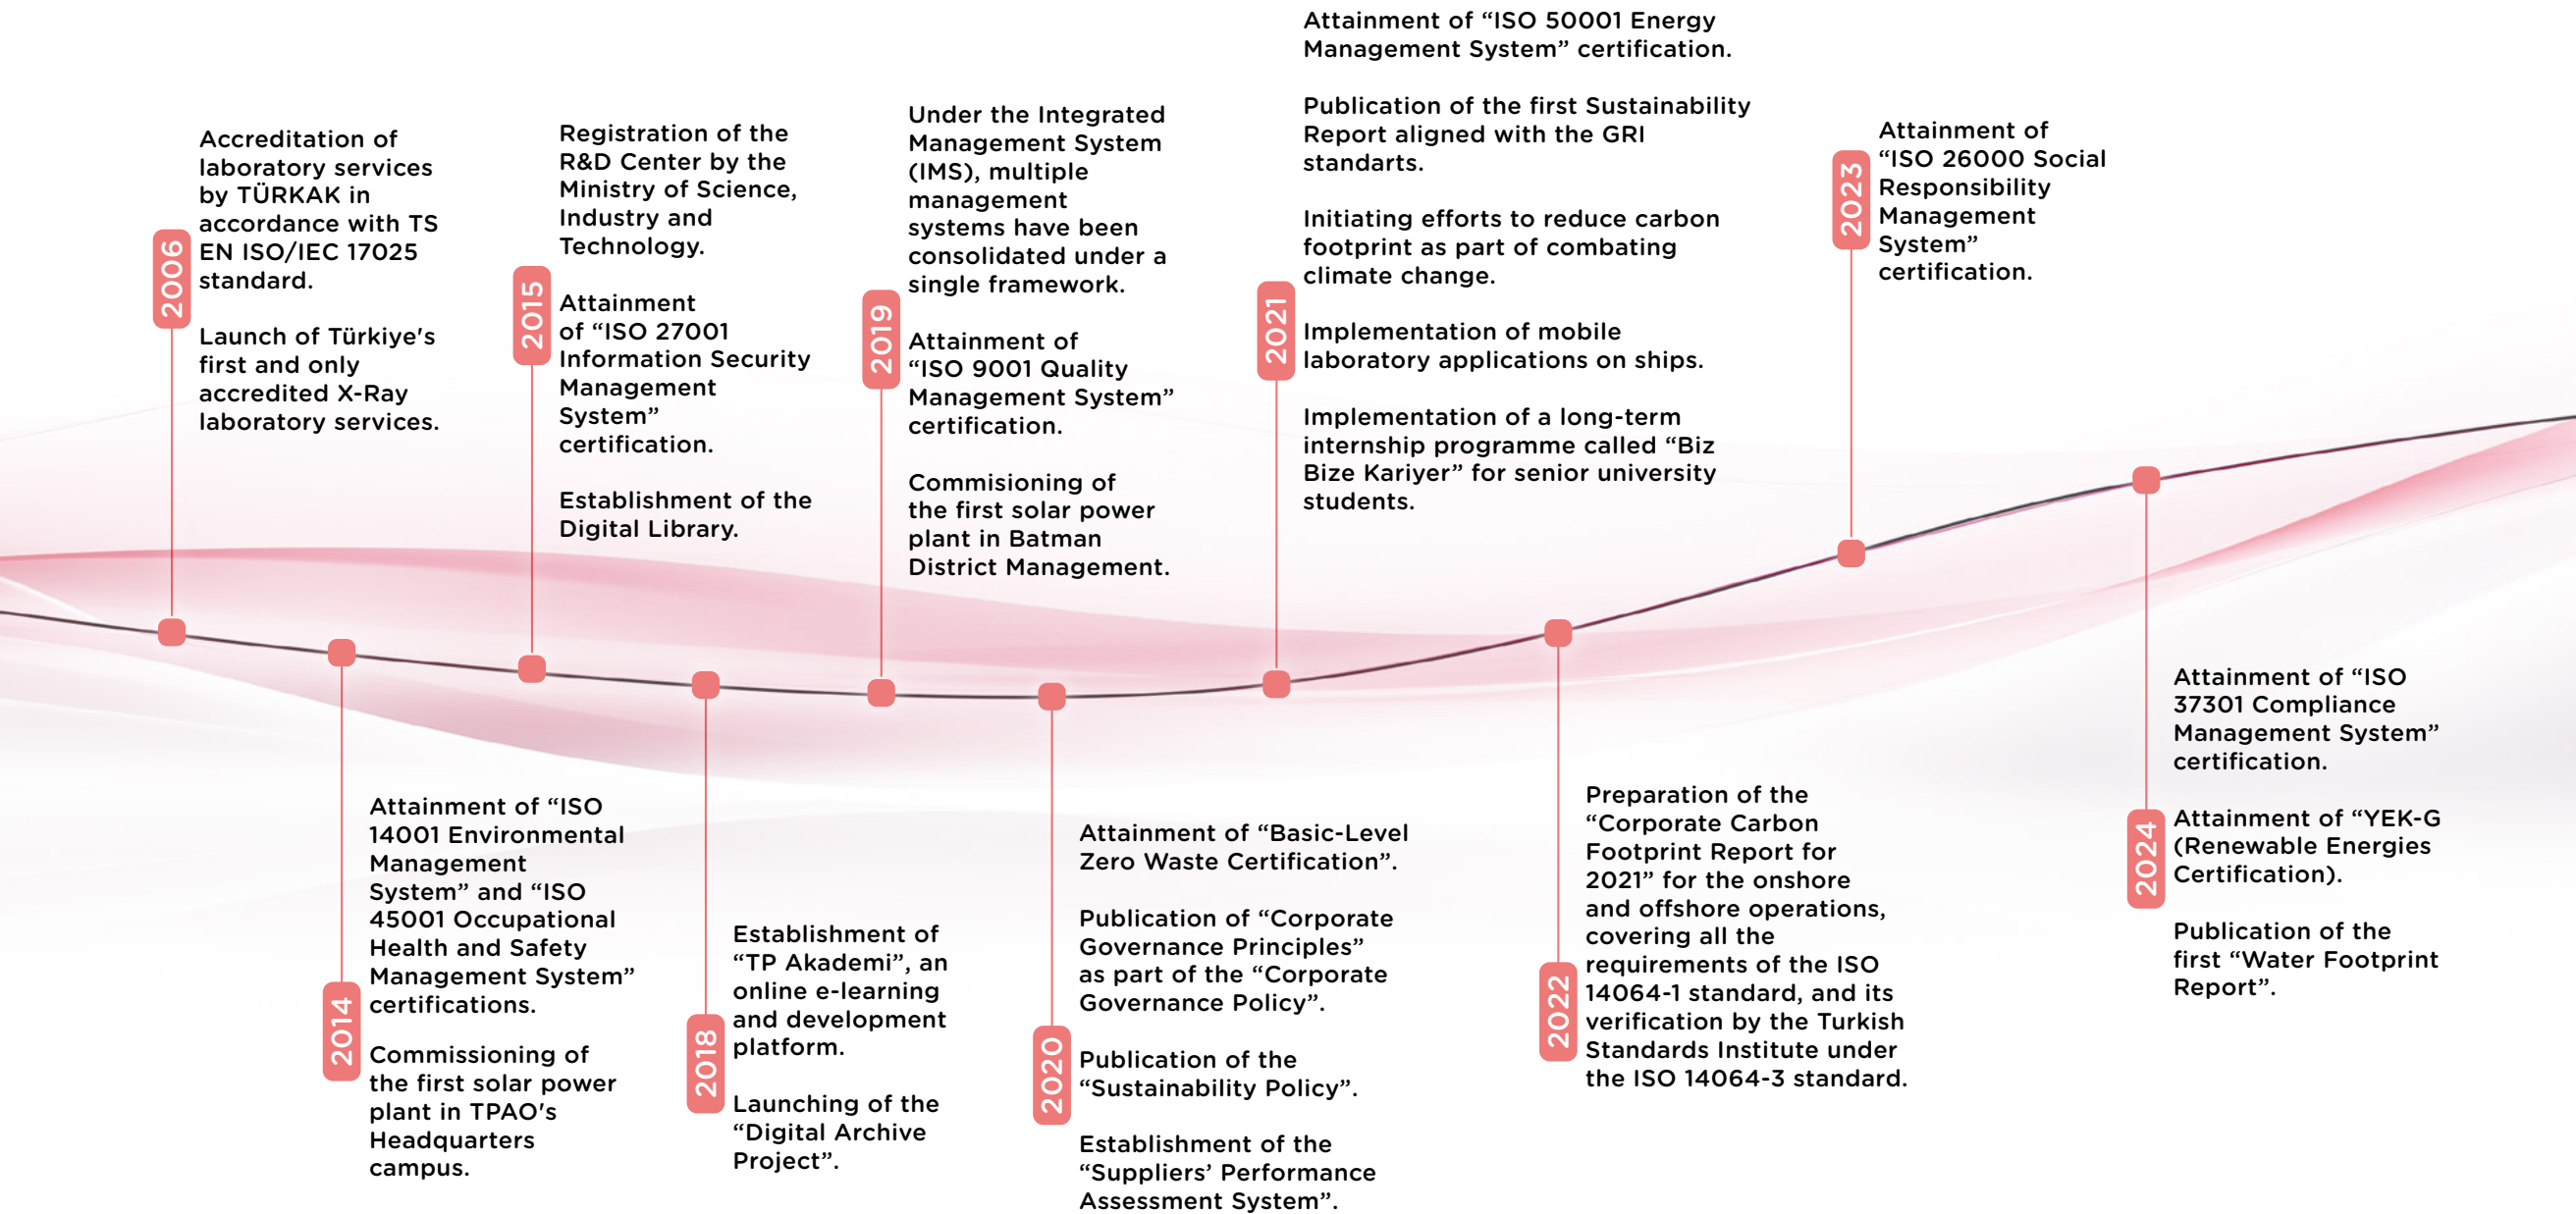 2006
Accreditation of
laboratory services
by TÜRKAK in
accordance with TS
EN ISO/IEC 17025
standard.
Launch of Türkiye's
first and only
accredited X-Ray
laboratory services.
2014
Attainment of “ISO
14001 Environmental
Management
System” and “ISO
45001 Occupational
Health and Safety
Management System”
certifications.
Commissioning of
the first solar power
plant in TPAO's
Headquarters
campus.
2015
Registration of the
R&D Center by the
Ministry of Science,
Industry and
Technology.
Attainment
of “ISO 27001
Information Security
Management
System”
certification.
Establishment of the
Digital Library.
2018
Establishment of
“TP Akademi”, an
online e-learning
and development
platform.
Launching of the
“Digital Archive
Project”.
2019
Under the Integrated
Management System
(IMS), multiple
management
systems have been
consolidated under a
single framework.
Attainment of
“ISO 9001 Quality
Management System”
certification.
Commisioning of
the first solar power
plant in Batman
District Management.
2020
Attainment of “Basic-Level
Zero Waste Certification”.
Publication of “Corporate
Governance Principles”
as part of the “Corporate
Governance Policy”.
Publication of the
“Sustainability Policy”.
Establishment of the
“Suppliers’ Performance
Assessment System”.
2021
Attainment of “ISO 50001 Energy
Management System” certification.
Publication of the first Sustainability
Report aligned with the GRI
standarts.
Initiating efforts to reduce carbon
footprint as part of combating
climate change.
Implementation of mobile
laboratory applications on ships.
Implementation of a long-term
internship programme called “Biz
Bize Kariyer” for senior university
students.
2022
Preparation of the
“Corporate Carbon
Footprint Report for
2021” for the onshore
and offshore operations,
covering all the
requirements of the ISO
14064-1 standard, and its
verification by the Turkish
Standards Institute under
the ISO 14064-3 standard.
2023
Attainment of
“ISO 26000 Social
Responsibility
Management
System”
certification.
2024
Attainment of “ISO
37301 Compliance
Management System”
certification.
Attainment of “YEK-G
(Renewable Energies
Certification).
Publication of the
first “Water Footprint
Report”.